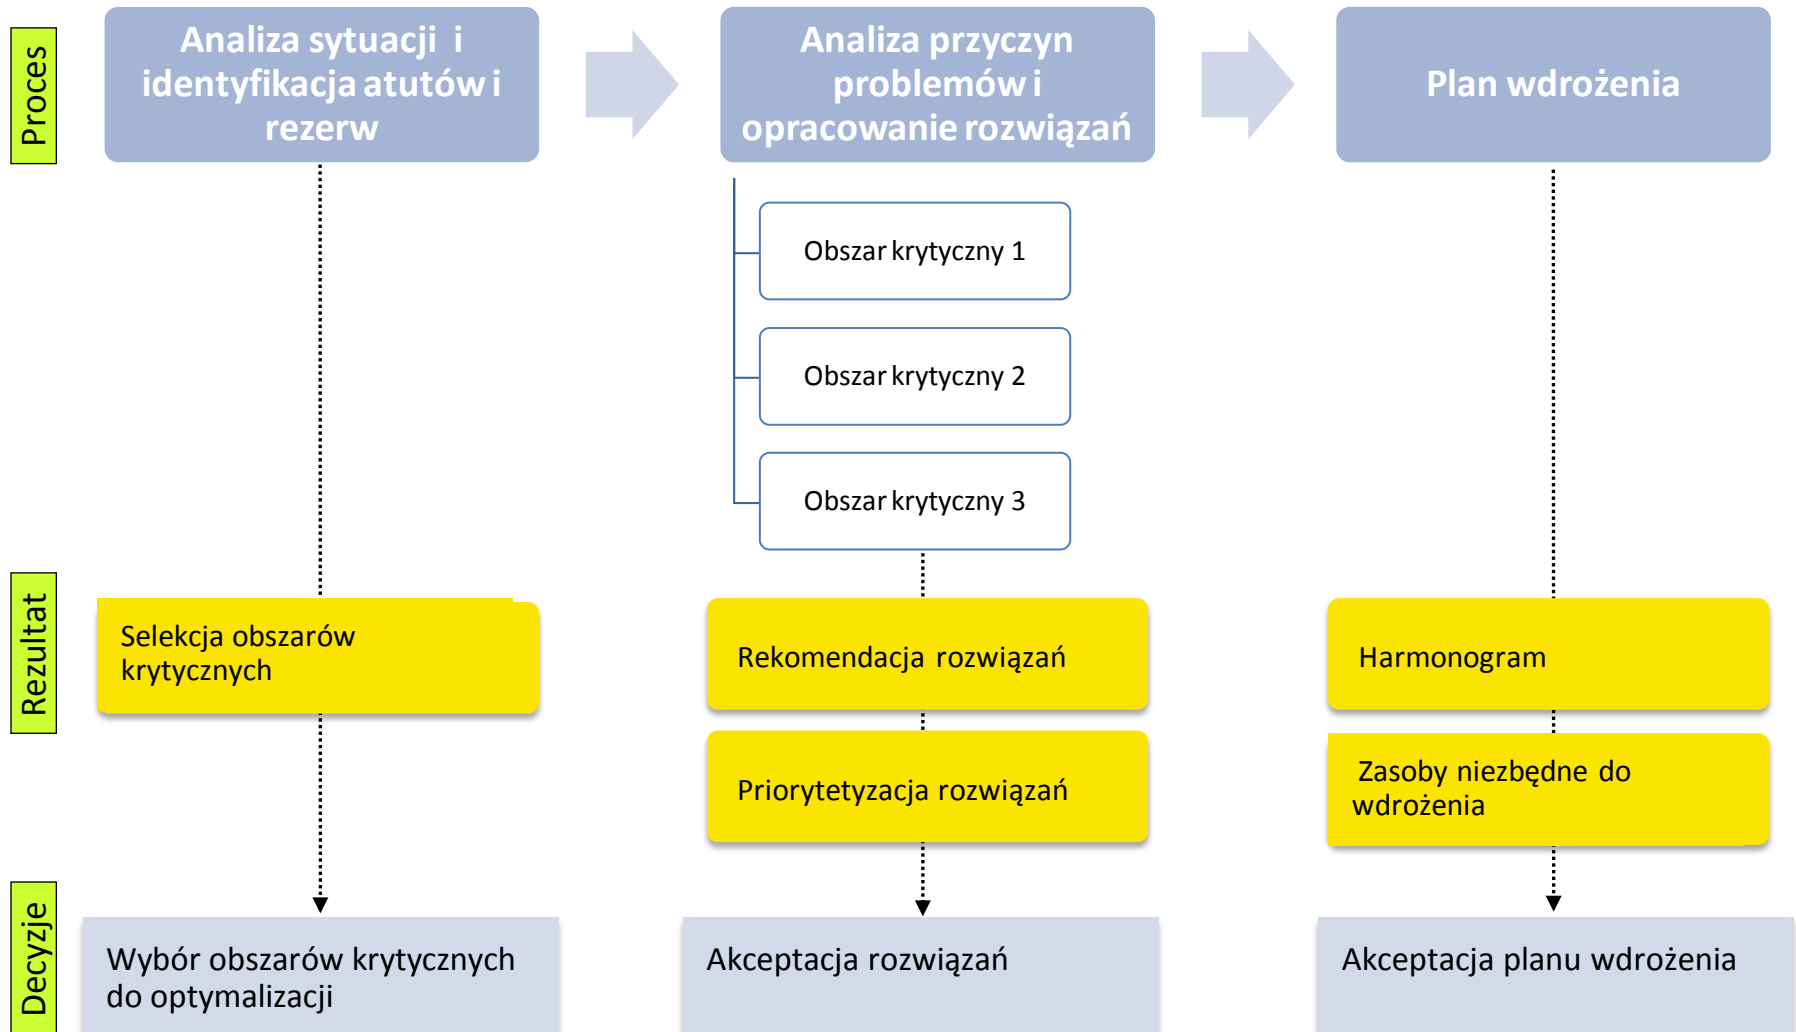 Proces
Analiza sytuacji i
identyfikacja atutów i
rezerw
Analiza przyczyn
problemów i
opracowanie rozwiązań
Plan wdrożenia
Obszar krytyczny 1
Obszar krytyczny 2
Obszar krytyczny 3
Rezultat
Selekcja obszarów
krytycznych
Rekomendacja rozwiązań
Harmonogram
Priorytetyzacja rozwiązań
Zasoby niezbędne do
wdrożenia
Decyzje
Wybór obszarów krytycznych
do optymalizacji
Akceptacja rozwiązań
Akceptacja planu wdrożenia